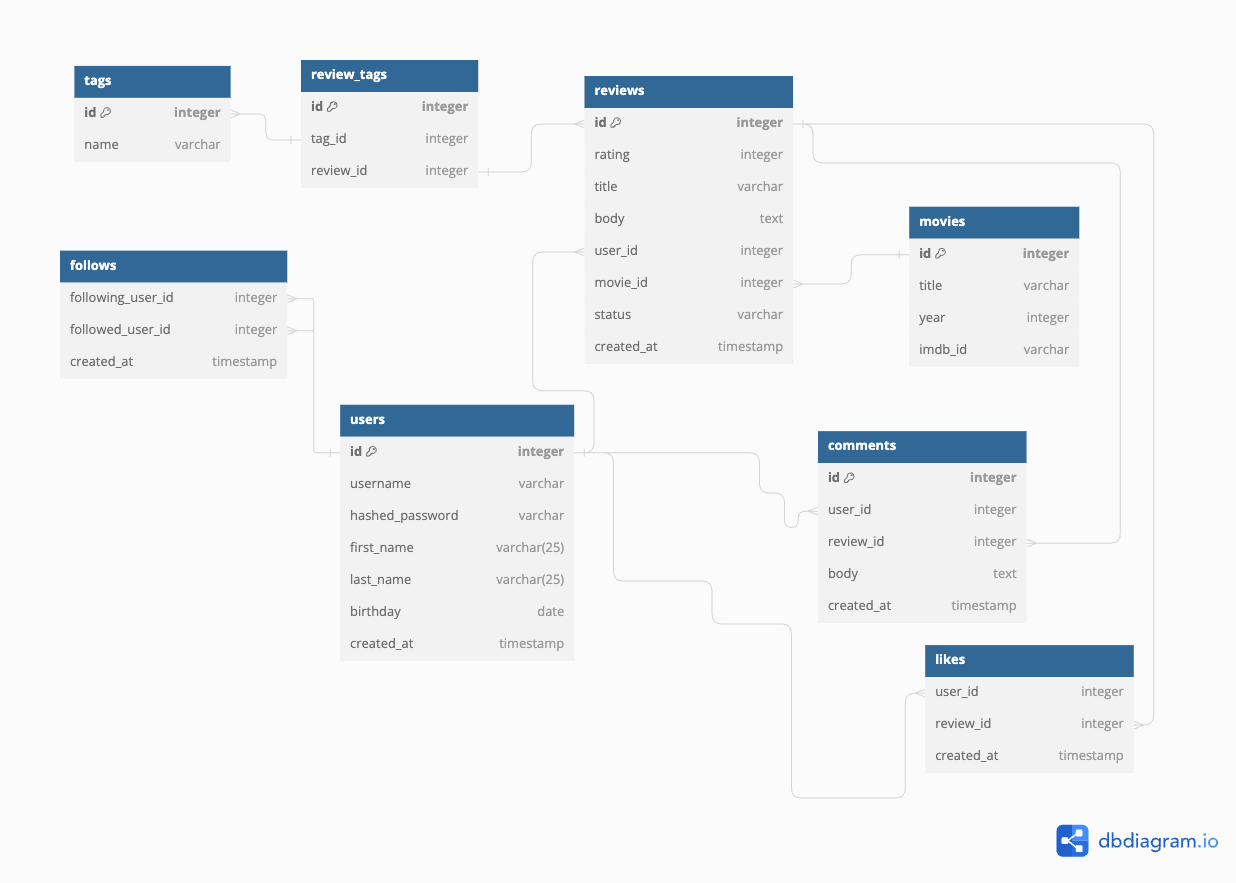 tags
id integer
name varchar
review_tags
id integer
tag_id integer
review_id integer
reviews
id integer
rating integer
title varchar
body text
user_id integer
movie_id integer
status varchar
created_at timestamp
movies
id integer
title varchar
year integer
imdb_id varchar
follows
following_user_id integer
followed_user_id integer
created_at timestamp
users
id integer
username varchar
hashed_password varchar
first_name varchar(25)
last_name varchar(25)
birthday date
created_at timestamp
comments
id integer
user_id integer
review_id integer
body text
created_at timestamp
likes
user_id integer
review_id integer
created_at timestamp
dbdiagram.io